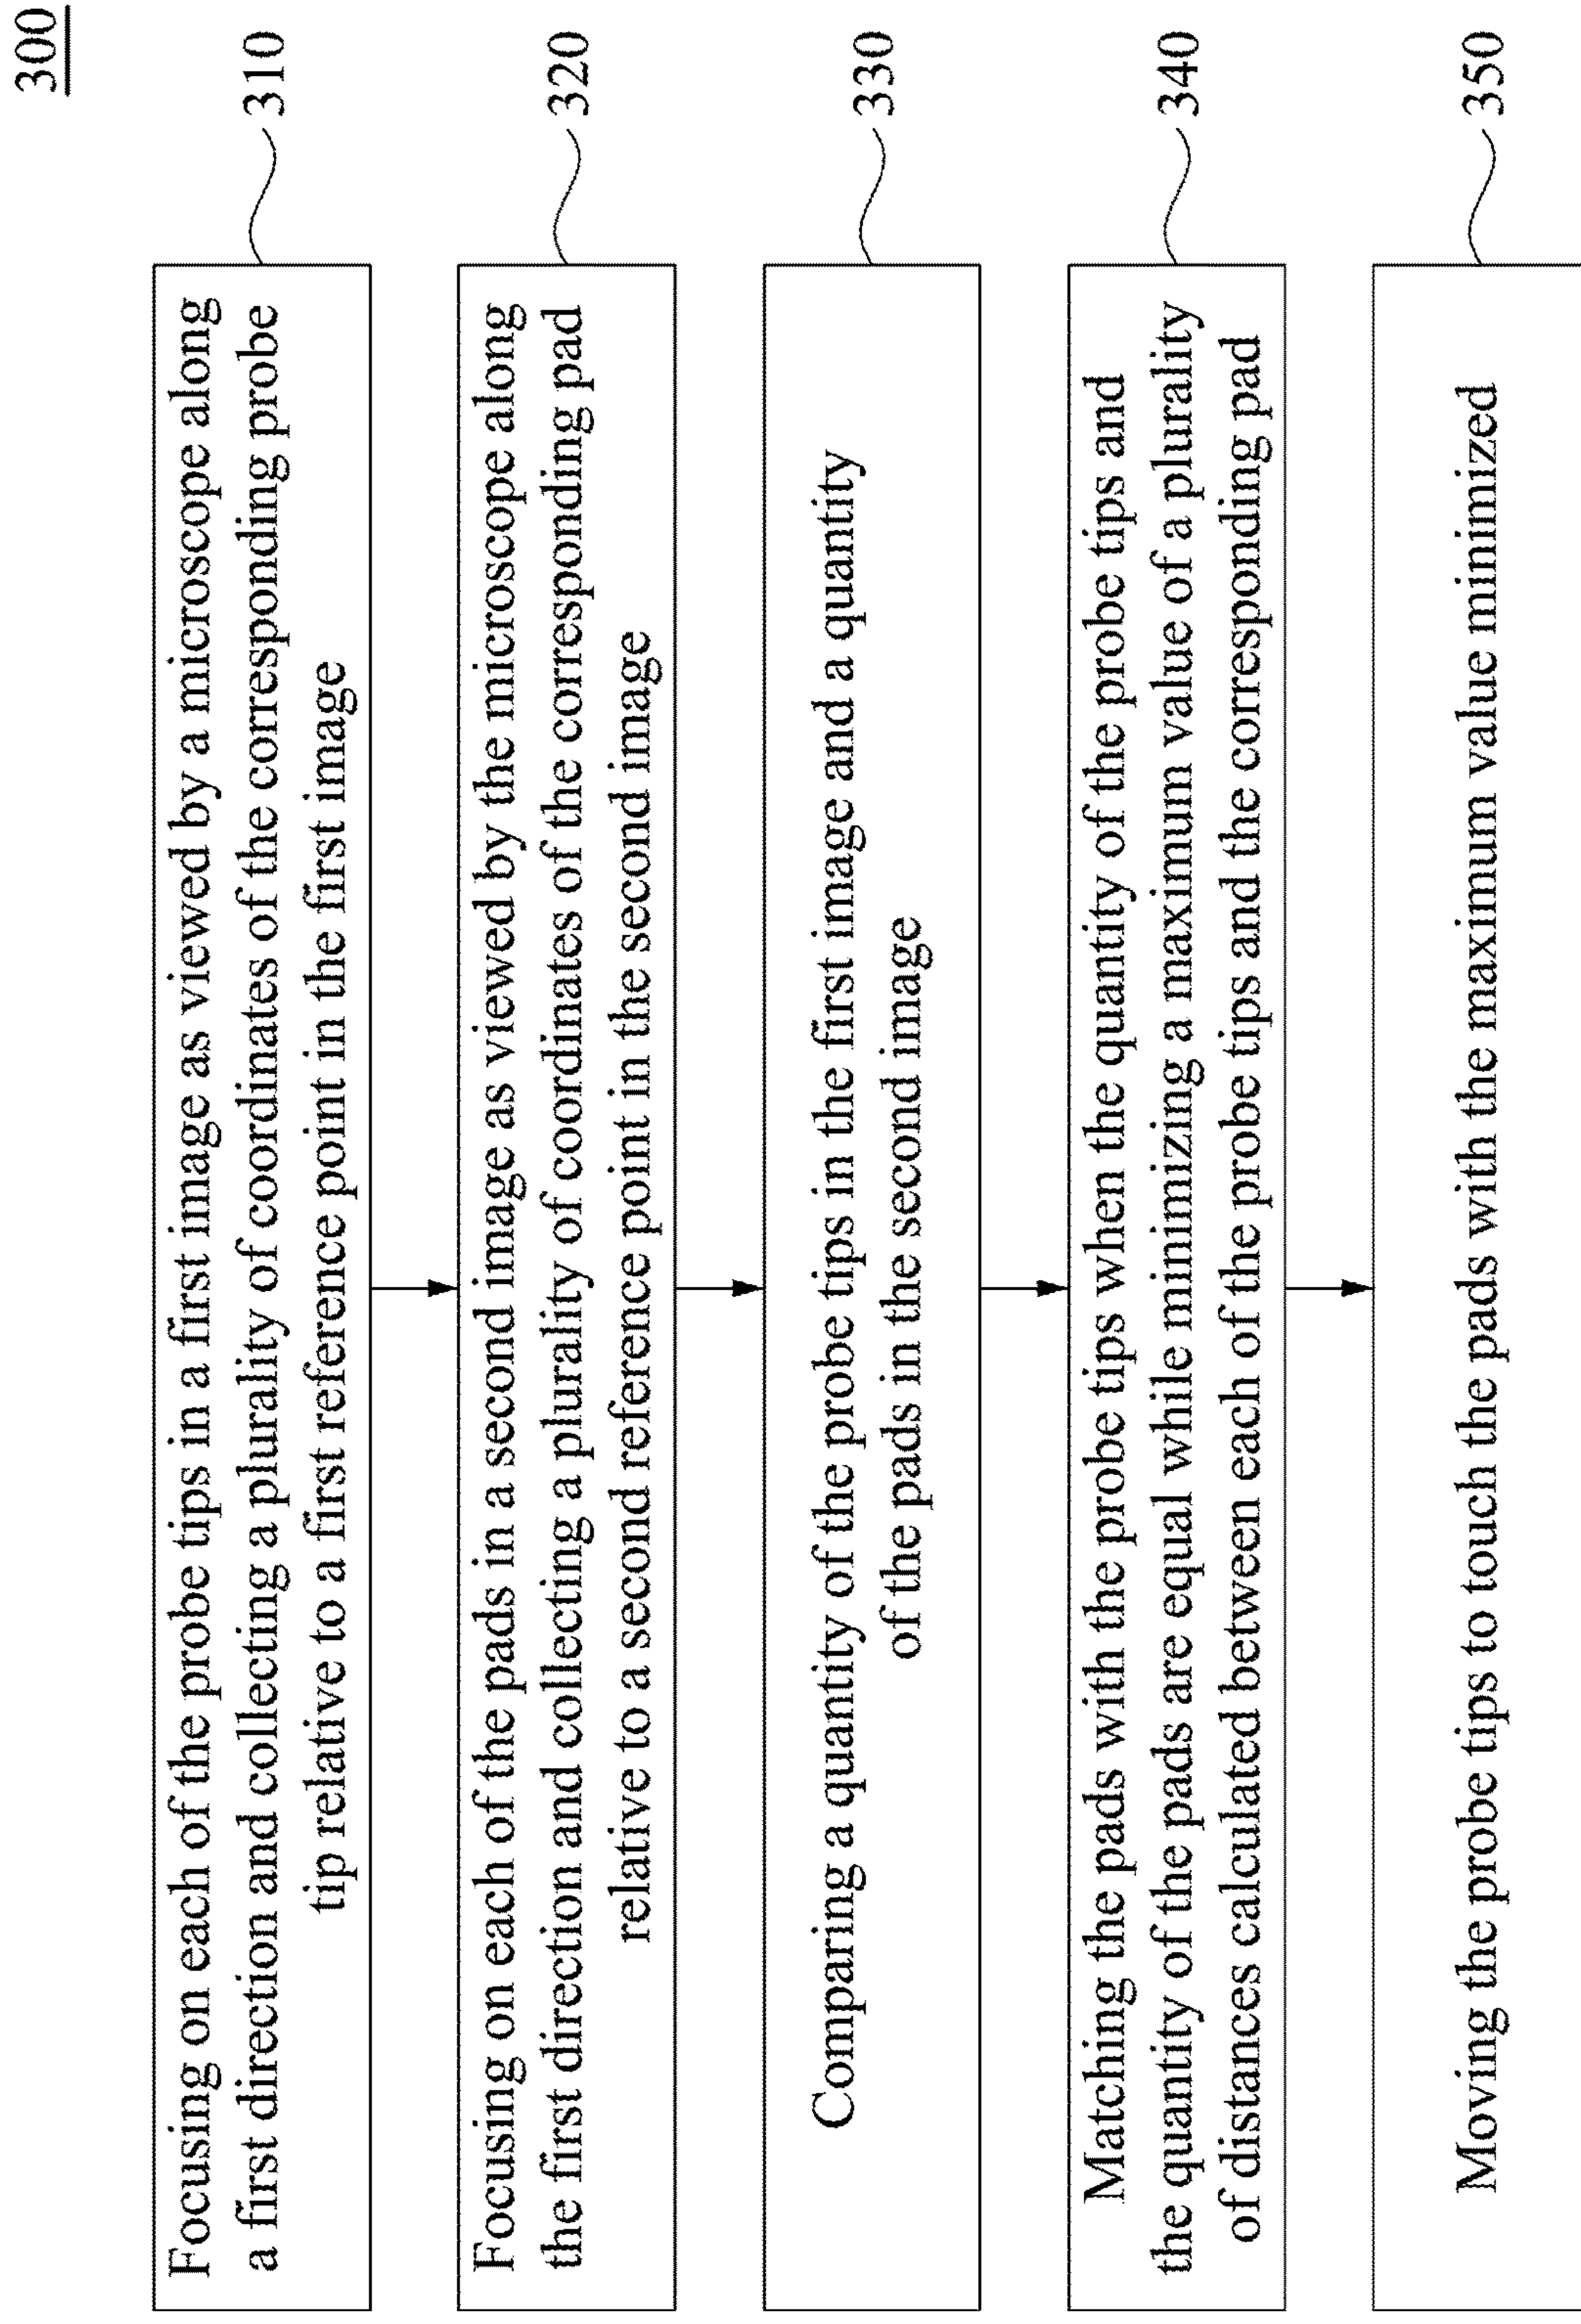 300
Focusing on each of the probe tips in a first image as viewed by a microscope along
a first direction and collecting a plurality of coordinates of the corresponding probe
tip relative to a first reference point in the first image
310
Focusing on each of the pads in a second image as viewed by the microscope along
the first direction and collecting a plurality of coordinates of the corresponding pad
relative to a second reference point in the second image
320
Comparing a quantity of the probe tips in the first image and a quantity
of the pads in the second image
330
Matching the pads with the probe tips when the quantity of the probe tips and
the quantity of the pads are equal while minimizing a maximum value of a plurality
of distances calculated between each of the probe tips and the corresponding pad
340
Moving the probe tips to touch the pads with the maximum value minimized
350